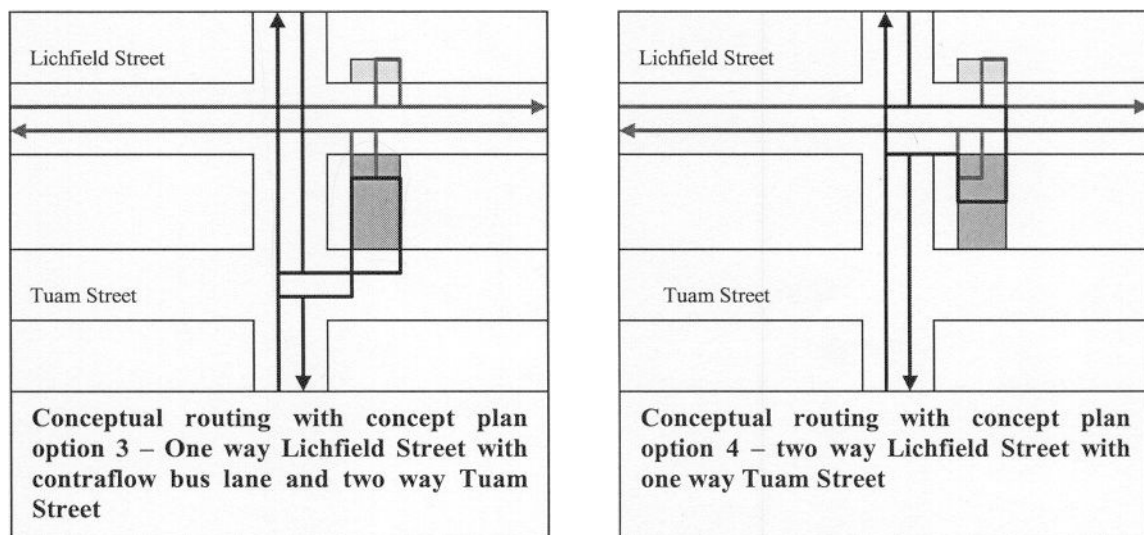 Lichfield Street
Tuam Street
Conceptual routing with concept plan
option 3 – One way Lichfield Street with
contraflow bus lane and two way Tuam
Street
Lichfield Street
Tuam Street
Conceptual routing with concept plan
option 4 – two way Lichfield Street with
one way Tuam Street